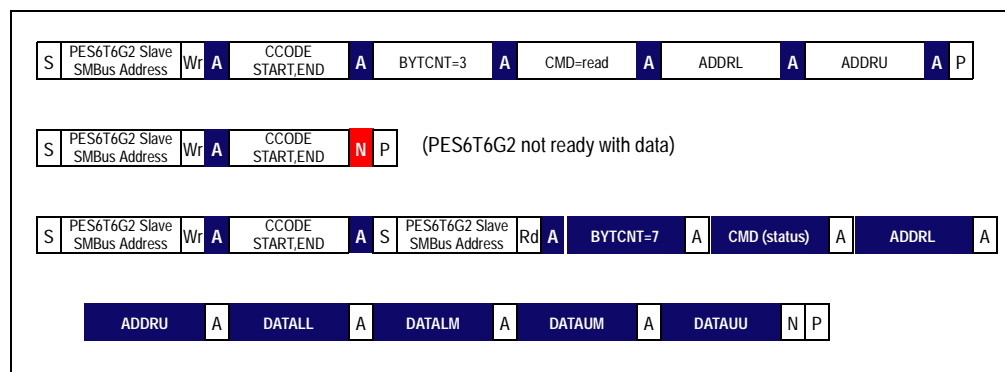 S PES6T6G2 Slave SMBus Address Wr A CCODE START,END A BYTCNT=3 A CMD=read A ADDRL A ADDRU A P
S PES6T6G2 Slave SMBus Address Wr A CCODE START,END N P (PES6T6G2 not ready with data)
S PES6T6G2 Slave SMBus Address Wr A CCODE START,END A S PES6T6G2 Slave SMBus Address Rd A BYTCNT=7 A CMD (status) A ADDRL A
ADDRU A DATALL A DATALM A DATAUM A DATAUU N P